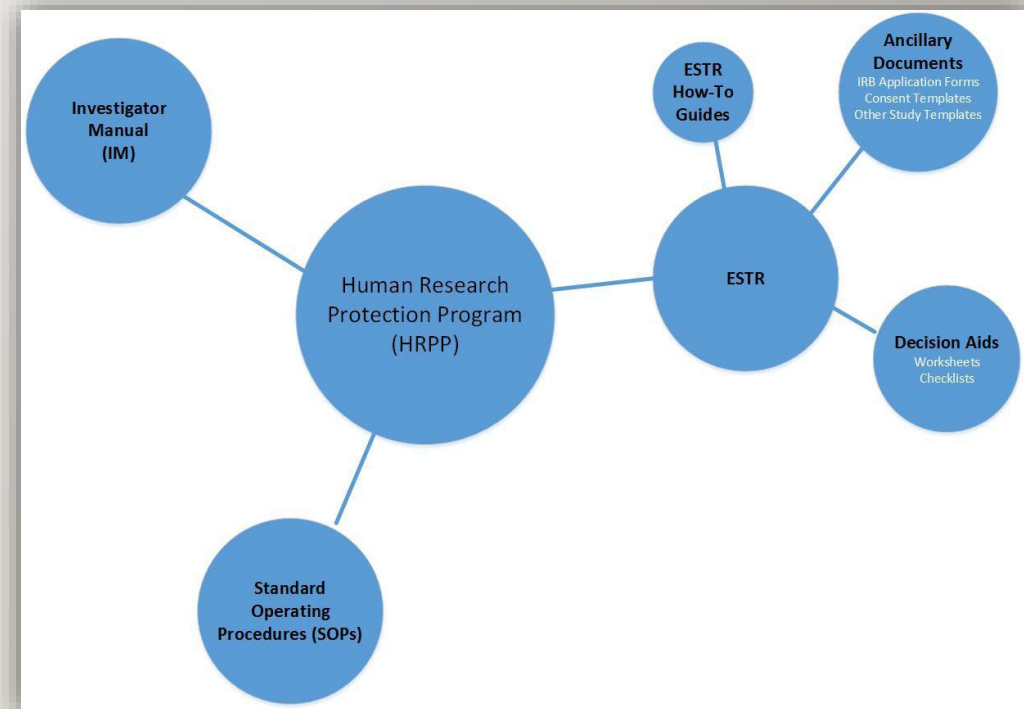 Investigator
Manual
(IM)
Human Research
Protection Program
(HRPP)
Standard
Operating
Procedures (SOPs)
ESTR
ESTR
How-To
Guides
Ancillary
Documents
IRB Application Forms
Consent Templates
Other Study Templates
Decision Aids
Worksheets
Checklists